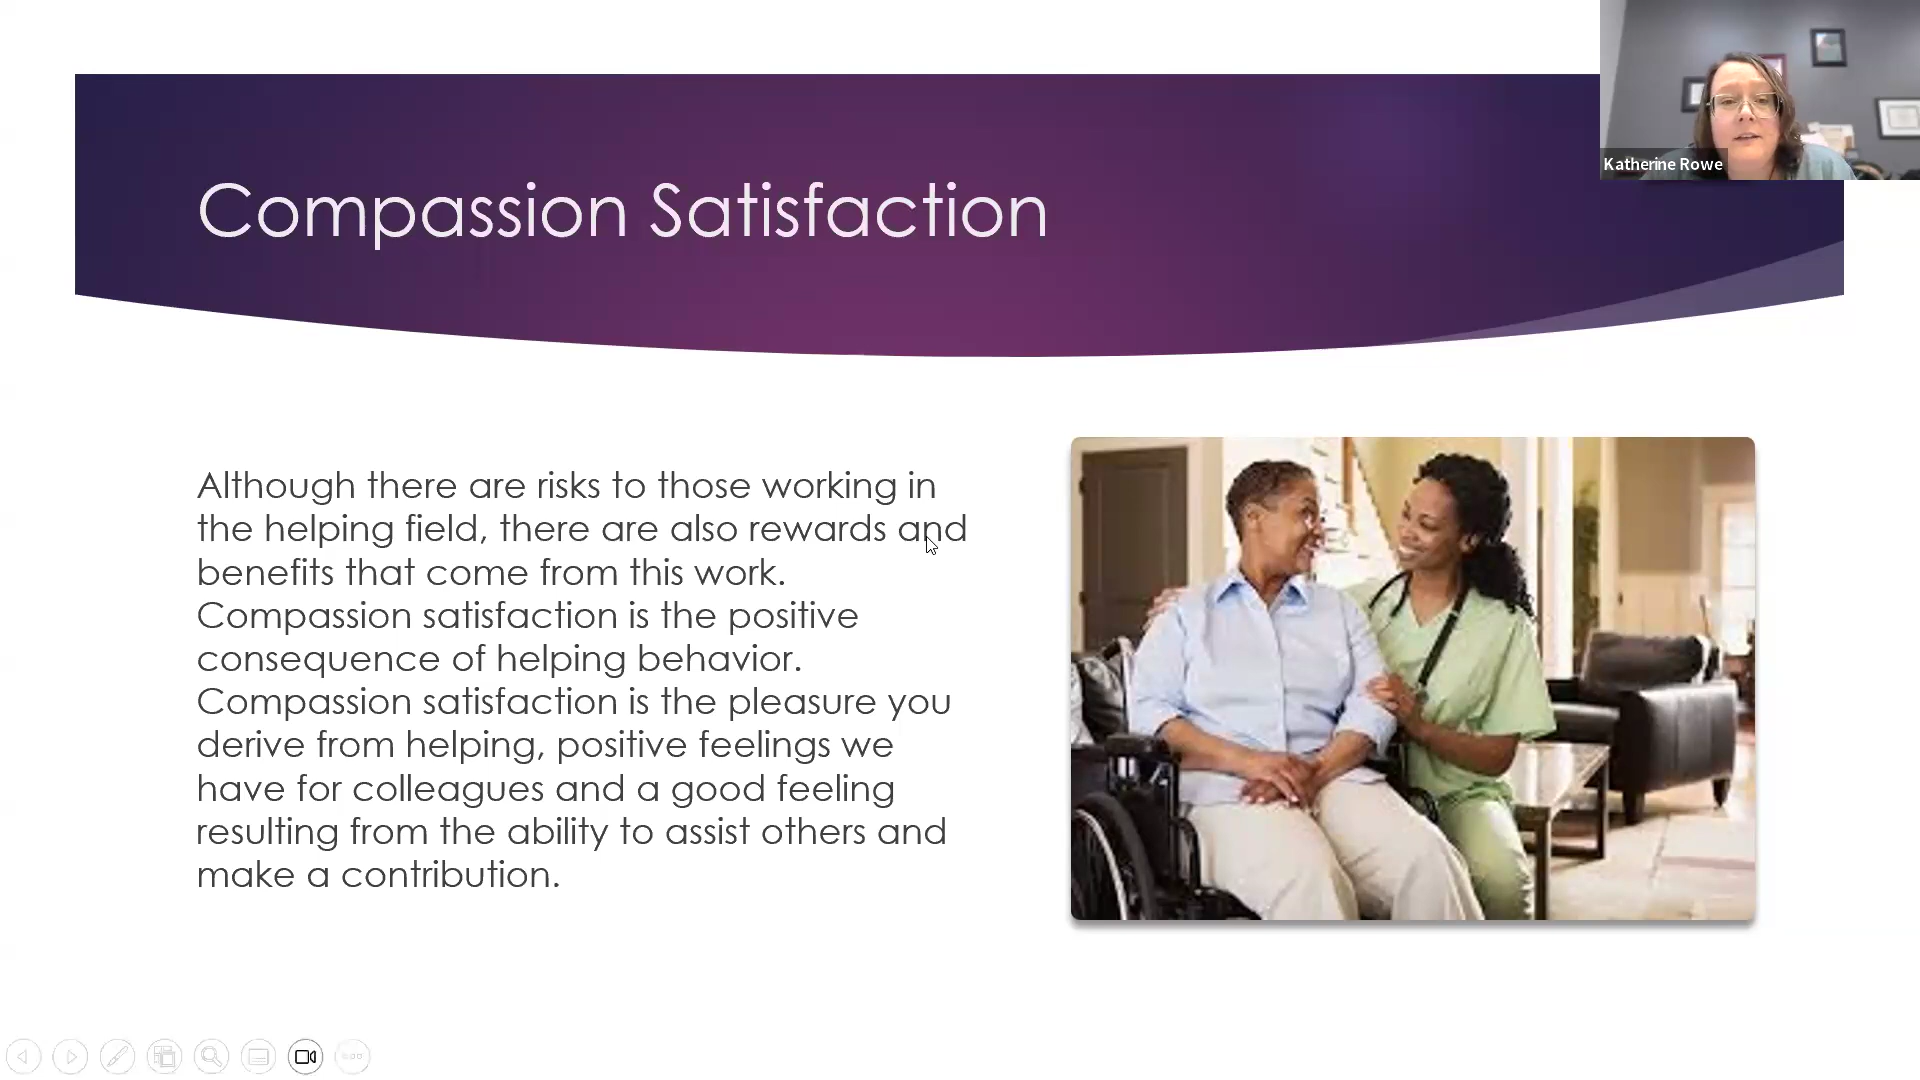 Compassion Satisfaction
Katherine Rowe
Although there are risks to those working in
the helping field, there are also rewards and
benefits that come from this work.
Compassion satisfaction is the positive
consequence of helping behavior.
Compassion satisfaction is the pleasure you
derive from helping, positive feelings we
have for colleagues and a good feeling
resulting from the ability to assist others and
make a contribution.